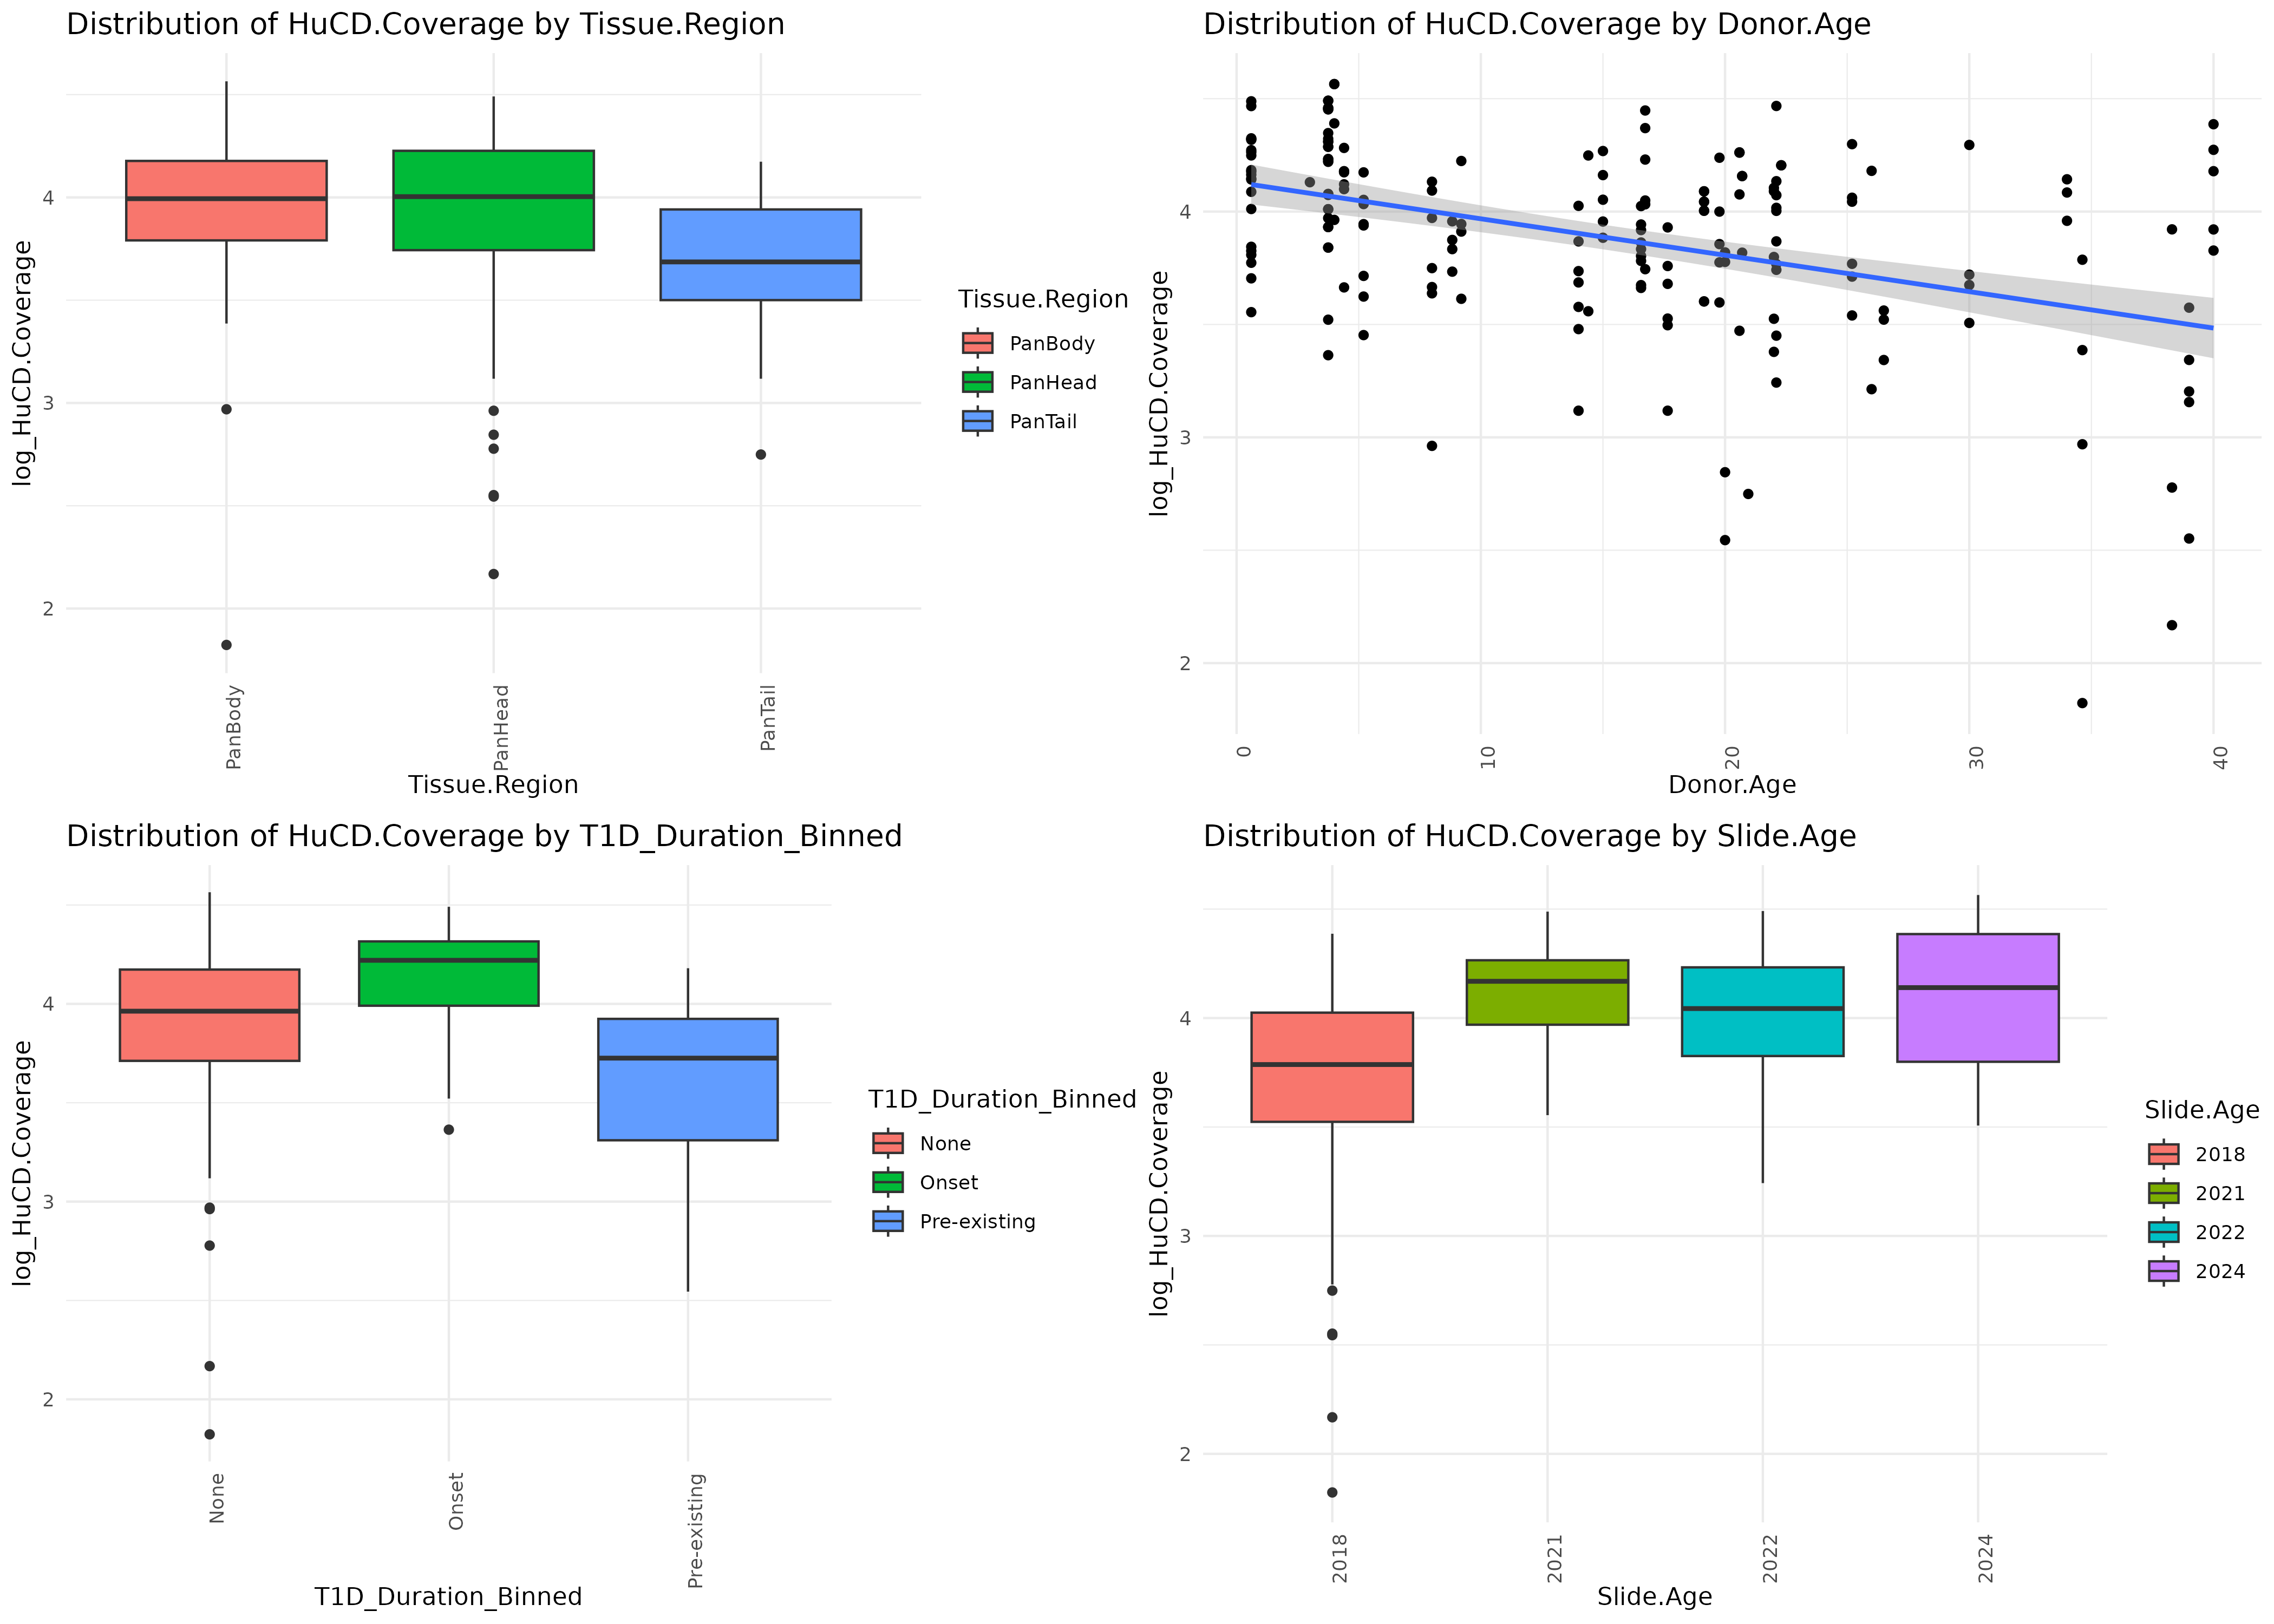 Distribution of HuCD.Coverage by Tissue.Region
log_HuCD.Coverage
4
3
2
PanBody
PanHead
PanTail
Tissue.Region
Tissue.Region
PanBody
PanHead
PanTail
Distribution of HuCD.Coverage by Donor.Age
log_HuCD.Coverage
4
3
2
0
10
20
30
40
Donor.Age
Distribution of HuCD.Coverage by T1D_Duration_Binned
log_HuCD.Coverage
4
3
2
None
Onset
Pre-existing
T1D_Duration_Binned
T1D_Duration_Binned
None
Onset
Pre-existing
Distribution of HuCD.Coverage by Slide.Age
log_HuCD.Coverage
4
3
2
2018
2021
2022
2024
Slide.Age
Slide.Age
2018
2021
2022
2024